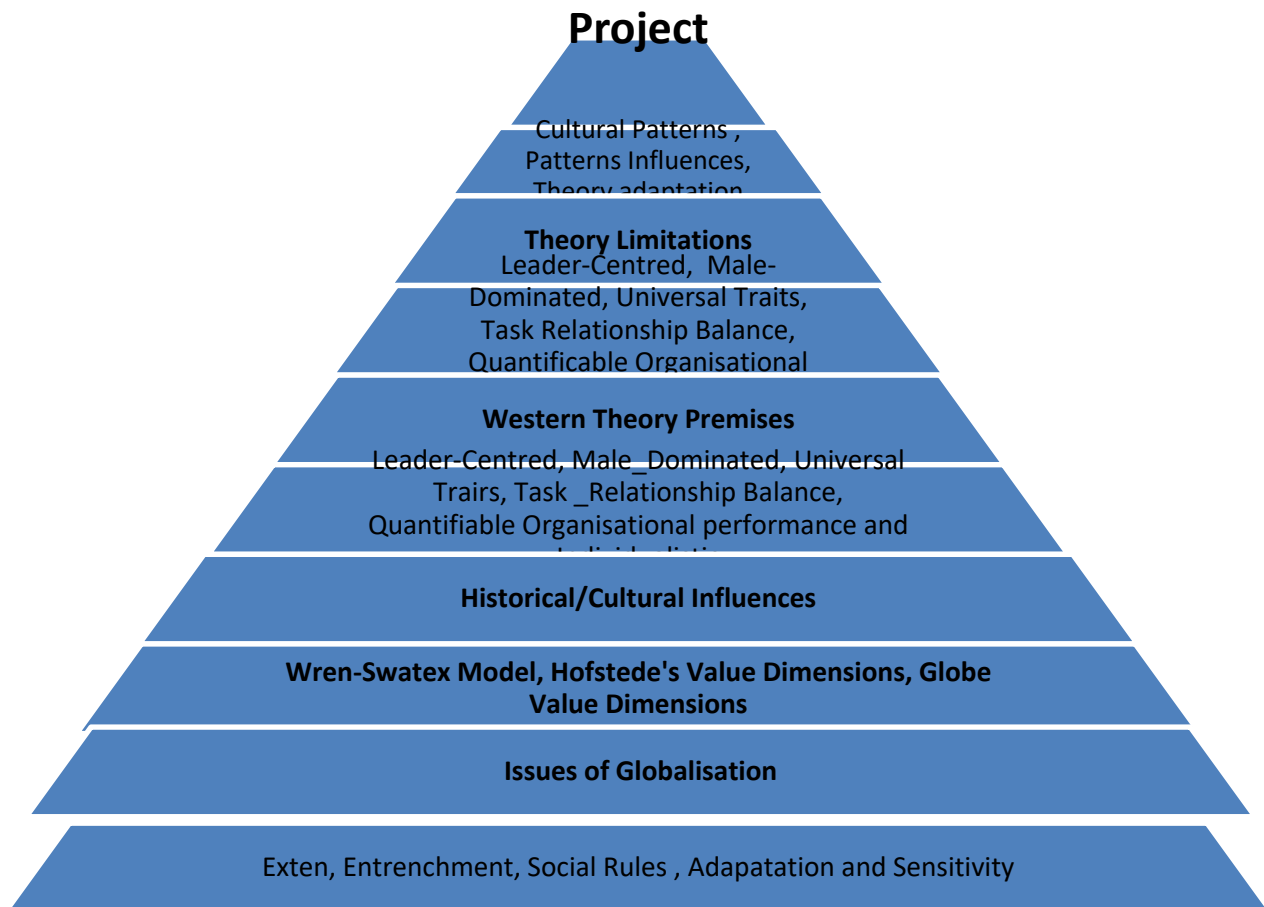 Project
Cultural Patterns ,
Patterns Influences,
Theory adaptation
Theory Limitations
Leader-Centred, Male-
Dominated, Universal Traits,
Task Relationship Balance,
Quantificable Organisational
Western Theory Premises
Leader-Centred, Male_Dominated, Universal
Trairs, Task _Relationship Balance,
Quantifiable Organisational performance and
Historical/Cultural Influences
Wren-Swatex Model, Hofstede's Value Dimensions, Globe
Value Dimensions
Issues of Globalisation
Exten, Entrenchment, Social Rules , Adapatation and Sensitivity